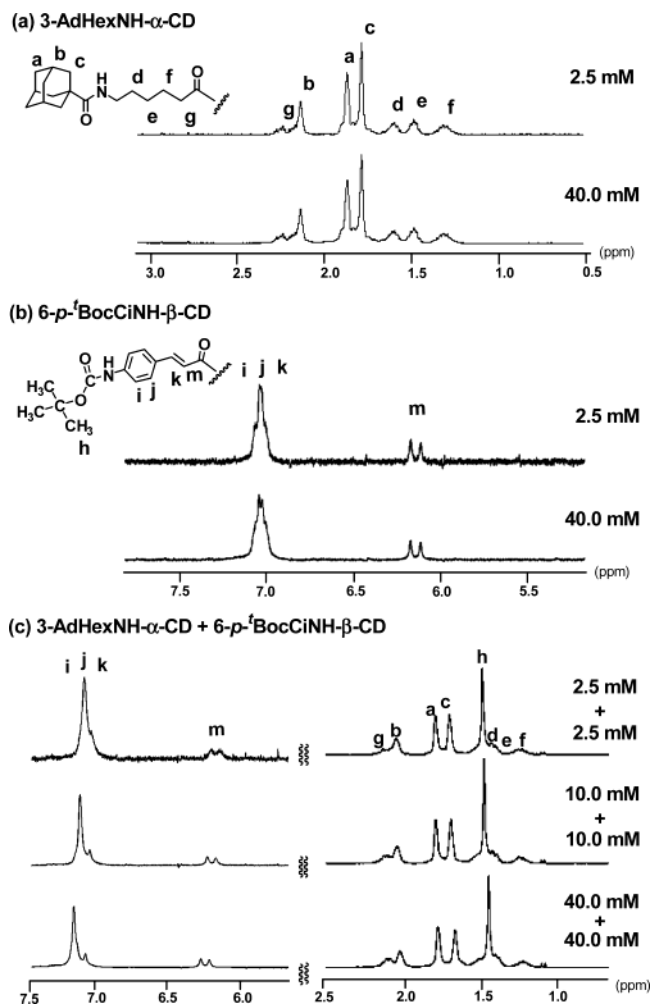 (a) 3-AdHexNH-α-CD
a b c
H
N
O
d f
O
e g
a
c
b
g
d
e
f
2.5 mM
40.0 mM
3.0 2.5 2.0 1.5 1.0 0.5
(ppm)
(b) 6-p-ᵗBocCiNH-β-CD
O
H
N
O
k m
i j
H₃C
O
H₃C
CH₃
h
i j k
m
2.5 mM
40.0 mM
7.5 7.0 6.5 6.0 5.5
(ppm)
(c) 3-AdHexNH-α-CD + 6-p-ᵗBocCiNH-β-CD
i j k
m
g b a c h d e f
2.5 mM
+
2.5 mM
10.0 mM
+
10.0 mM
40.0 mM
+
40.0 mM
7.5 7.0 6.5 6.0 2.5 2.0 1.5 1.0
(ppm) (ppm)